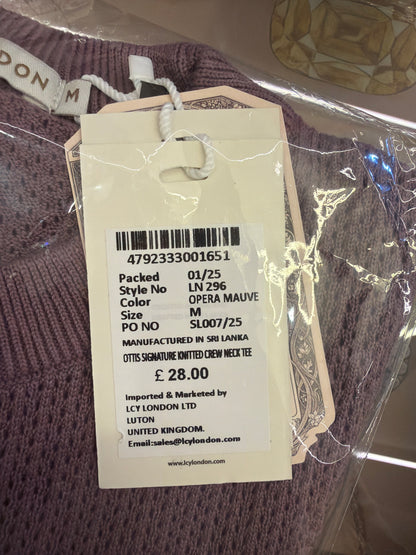 DON
M
4792333001651
Packed 01/25
Style No LN 296
Color OPERA MAUVE
Size M
PO NO SL007/25
MANUFACTURED IN SRI LANKA
OTTIS SIGNATURE KNITTED CREW NECK TEE
£ 28.00
Imported & Marketed by
LCY LONDON LTD
LUTON
UNITED KINGDOM.
Email:sales@lcylondon.com
www.lcylondon.com